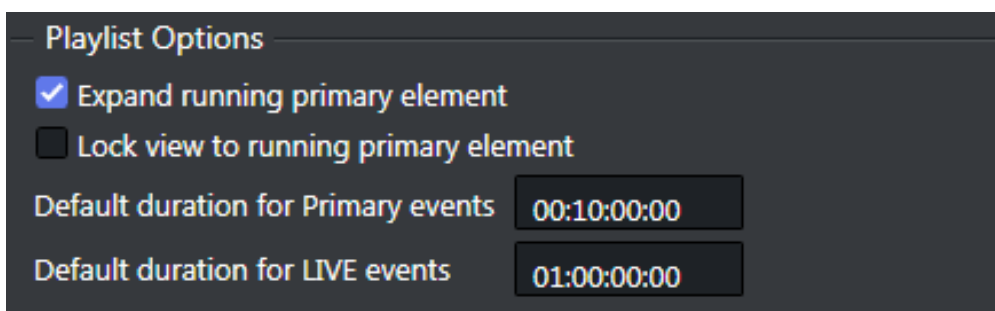 Playlist Options
Expand running primary element
Lock view to running primary element
Default duration for Primary events 00:10:00:00
Default duration for LIVE events 01:00:00:00